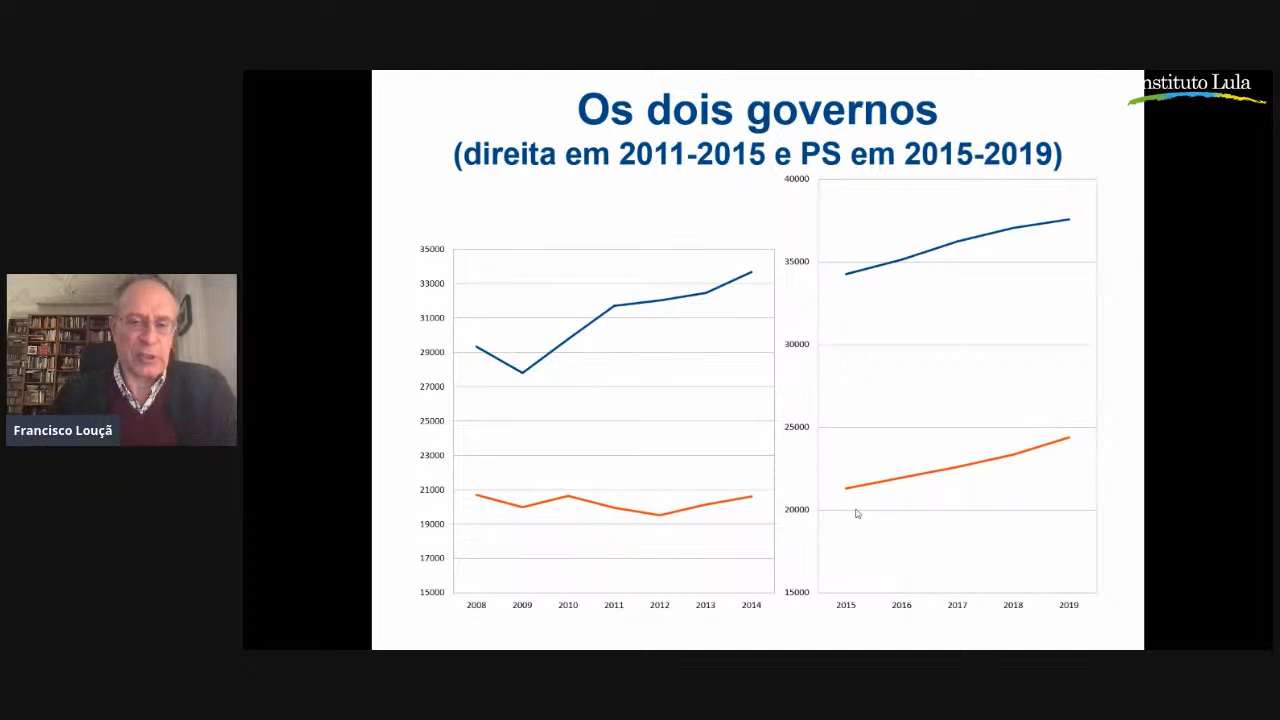 nstituto Lula
Os dois governos
(direita em 2011-2015 e PS em 2015-2019)
35000
33000
31000
29000
27000
25000
23000
21000
19000
17000
15000
2008 2009 2010 2011 2012 2013 2014
40000
35000
30000
25000
20000
15000
2015 2016 2017 2018 2019
Francisco Louçã